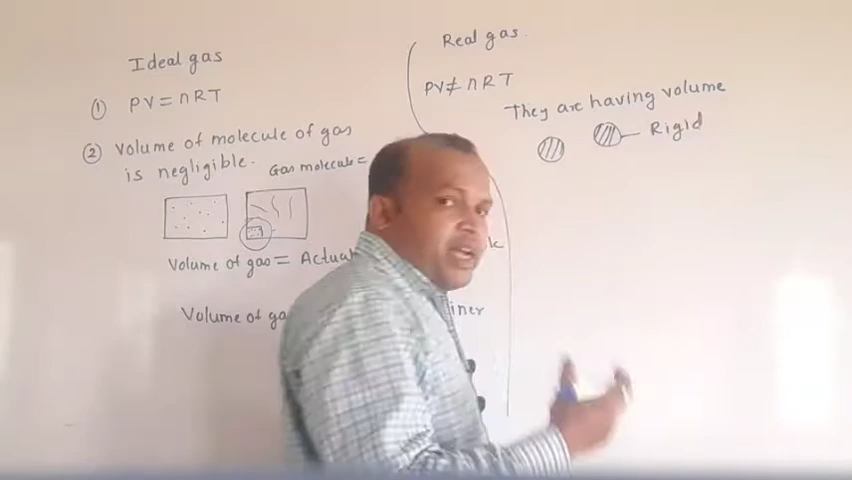 Ideal gas
① PV = nRT
② Volume of molecule of gas
is negligible.
Gas molecule =
Volume of gas = Actual
Volume of ga
iner
Real gas.
PV ≠ nRT
They are having volume
Rigid